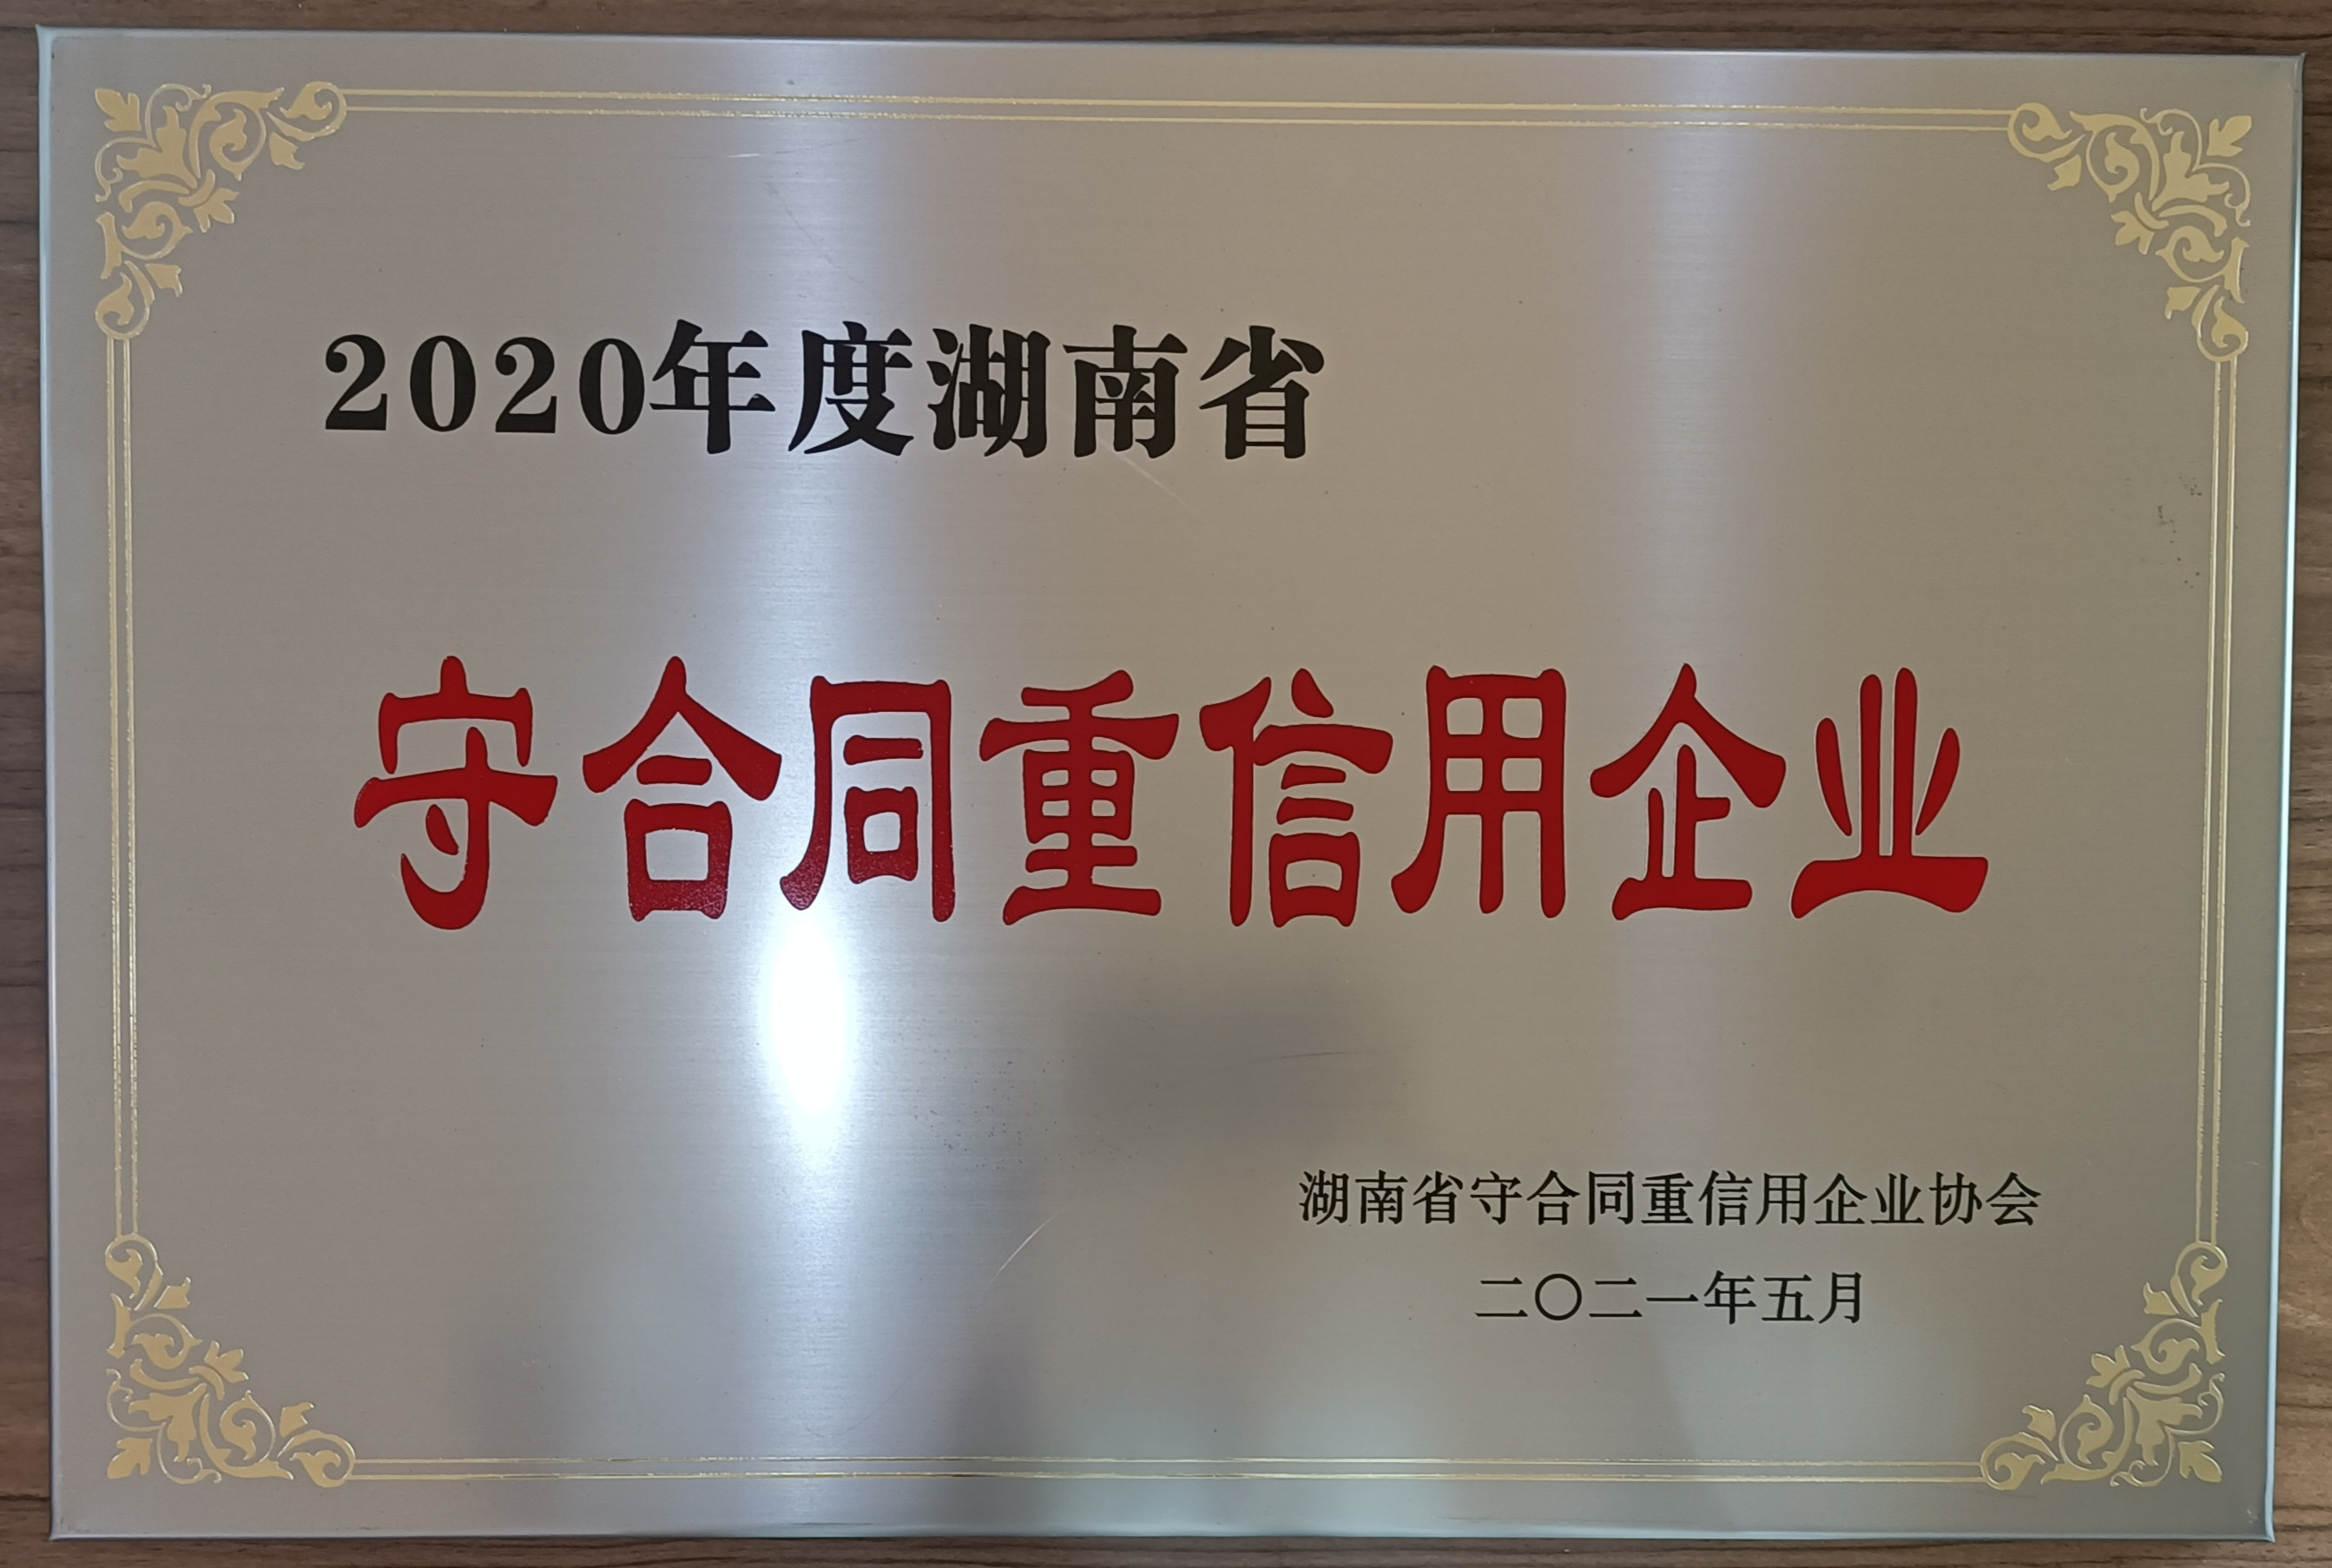 2020年度湖南省
守合同重信用企业
湖南省守合同重信用企业协会
二〇二一年五月